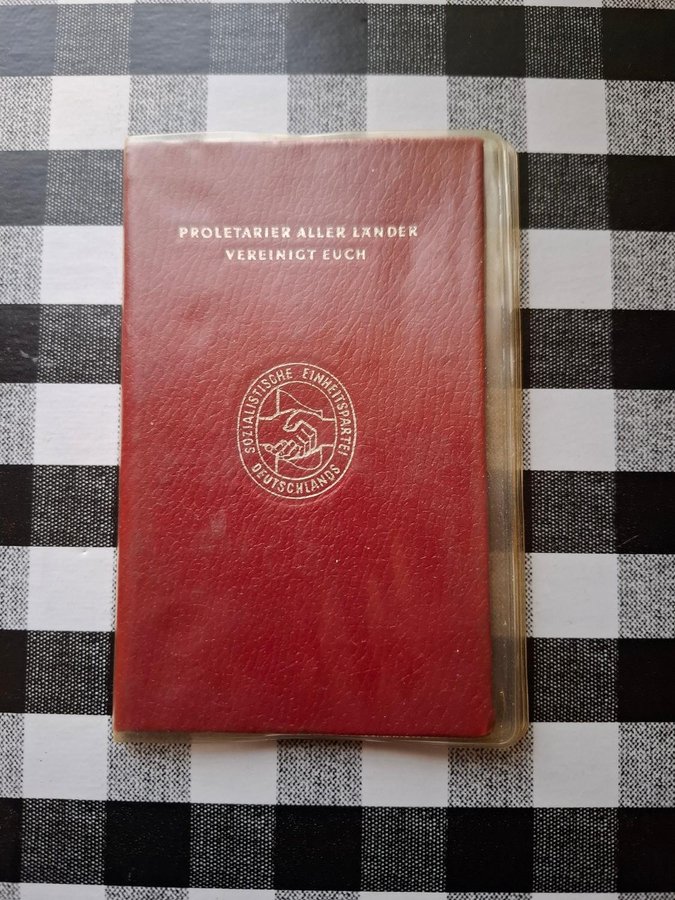 PROLETARIER ALLER LÄNDER
VEREINIGT EUCH
SOZIALISTISCHE EINHEITSPARTEI
DEUTSCHLANDS